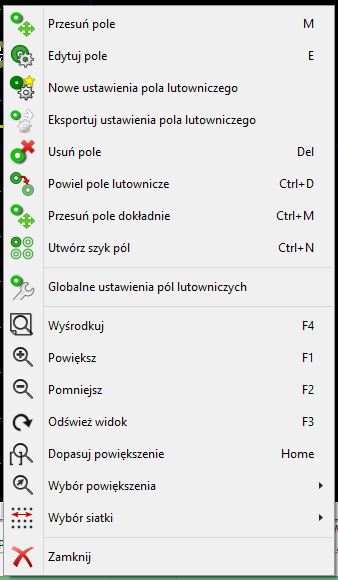 Przesuń pole M
Edytuj pole E
Nowe ustawienia pola lutowniczego
Eksportuj ustawienia pola lutowniczego
Usuń pole Del
Powiel pole lutownicze Ctrl+D
Przesuń pole dokładnie Ctrl+M
Utwórz szyk pól Ctrl+N
Globalne ustawienia pól lutowniczych
Wyśrodkuj F4
Powiększ F1
Pomniejsz F2
Odśwież widok F3
Dopasuj powiększenie Home
Wybór powiększenia
Wybór siatki
Zamknij